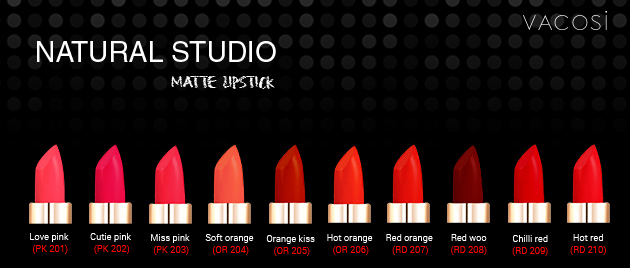 VACOSi
NATURAL STUDIO
MATTE LIPSTICK
Love pink
(PK 201)
Cutie pink
(PK 202)
Miss pink
(PK 203)
Soft orange
(OR 204)
Orange kiss
(OR 205)
Hot orange
(OR 206)
Red orange
(RD 207)
Red woo
(RD 208)
Chilli red
(RD 209)
Hot red
(RD 210)